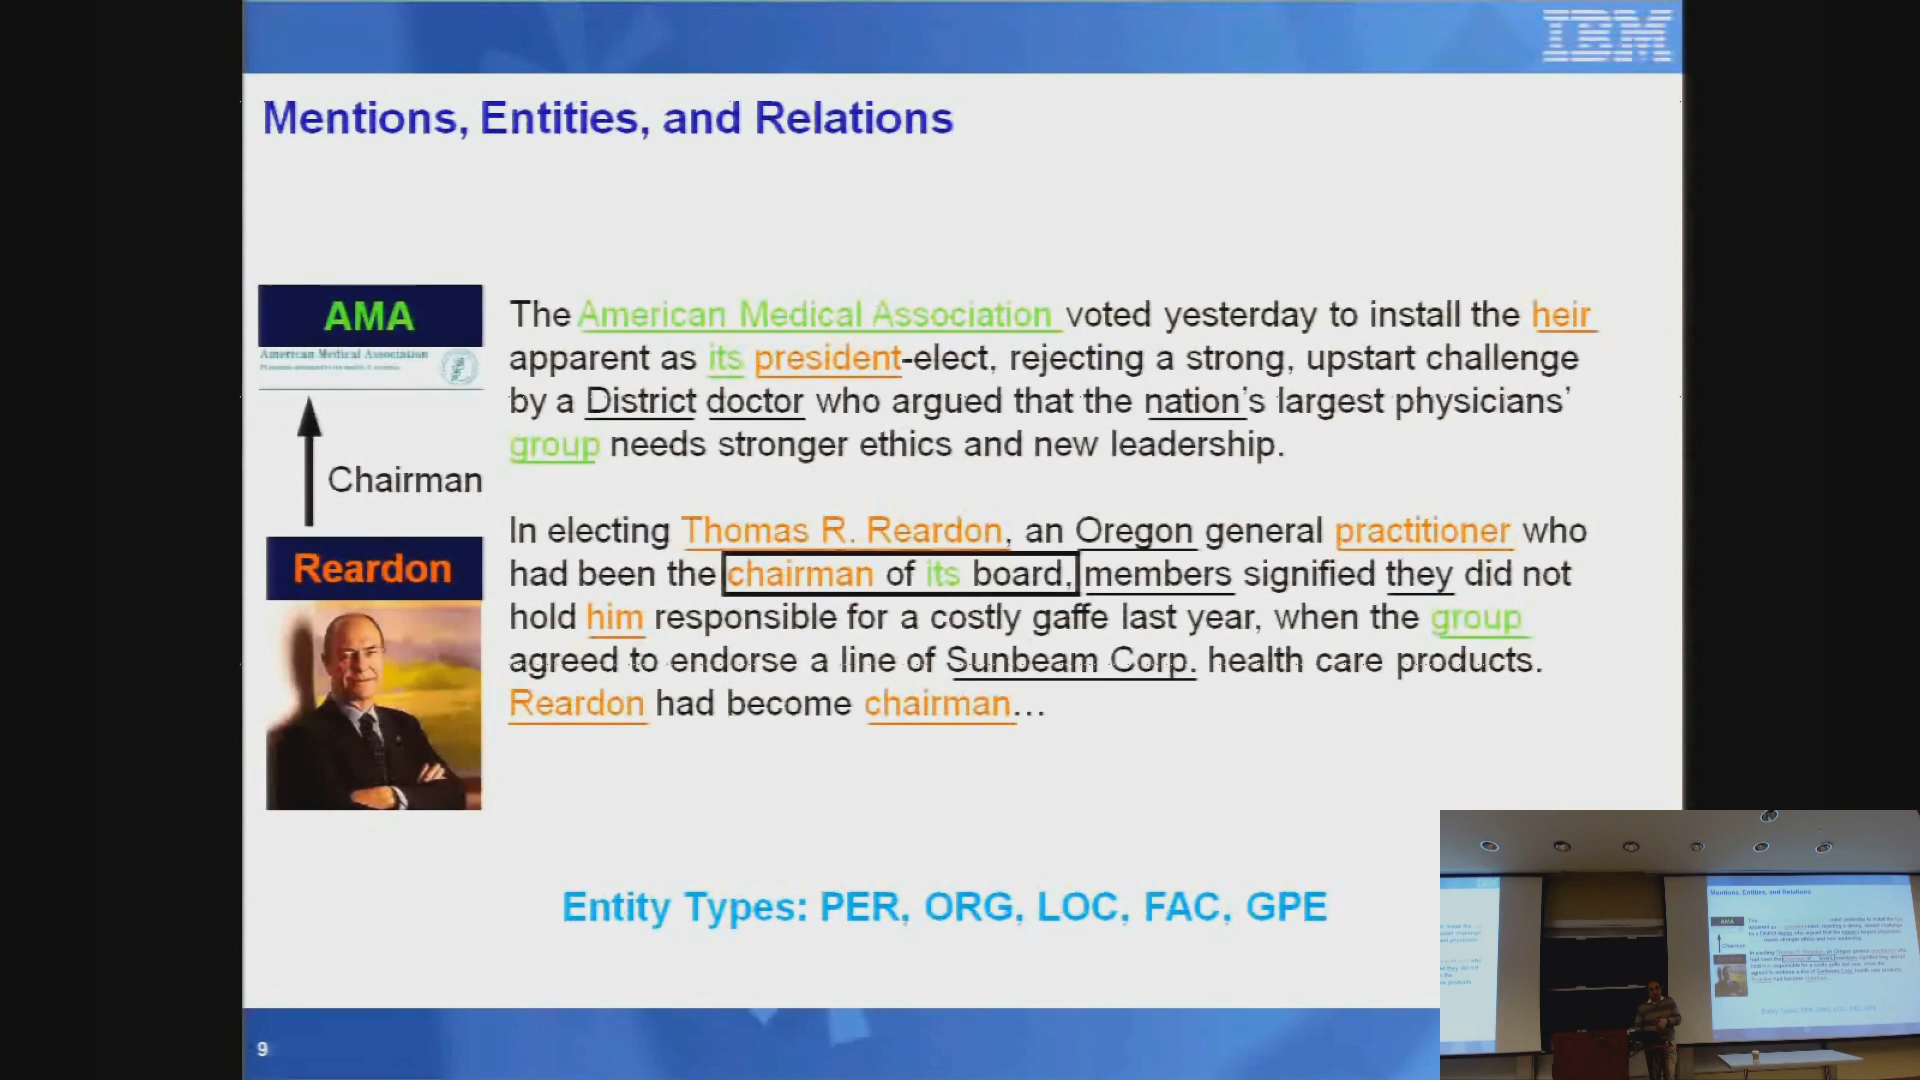 IBM
Mentions, Entities, and Relations
AMA
American Medical Association
Chairman
Reardon
The American Medical Association voted yesterday to install the heir
apparent as its president-elect, rejecting a strong, upstart challenge
by a District doctor who argued that the nation's largest physicians'
group needs stronger ethics and new leadership.
In electing Thomas R. Reardon, an Oregon general practitioner who
had been the chairman of its board, members signified they did not
hold him responsible for a costly gaffe last year, when the group
agreed to endorse a line of Sunbeam Corp. health care products.
Reardon had become chairman…
Entity Types: PER, ORG, LOC, FAC, GPE
9
Mentions, Entities, and Relations